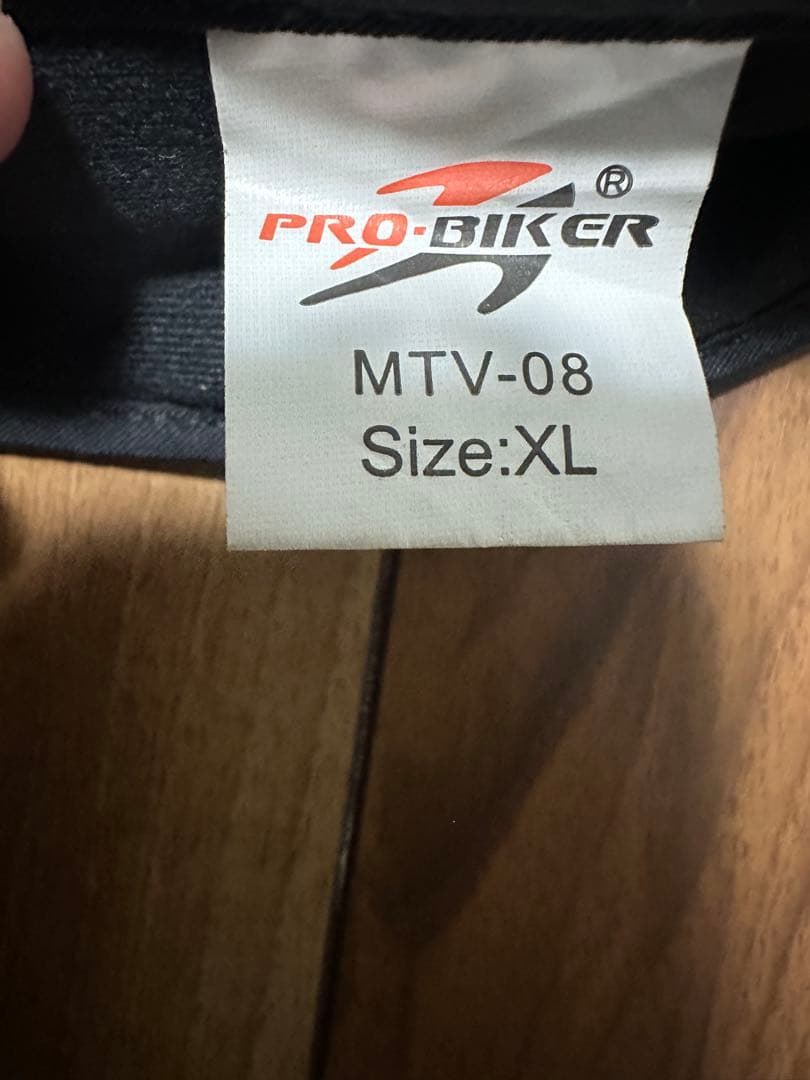 ®
PRO-BIKER
MTV-08
Size:XL